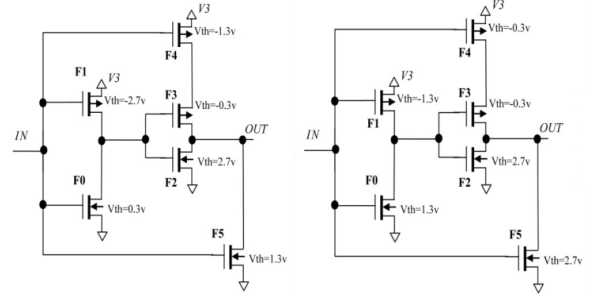 V3
Vth=-1.3v
F4
F1
V3
Vth=-2.7v
F3
Vth=-0.3v
IN
OUT
Vth=2.7v
F2
F0
Vth=0.3v
F5
Vth=1.3v
V3
Vth=-0.3v
F4
V3
Vth=-1.3v
F1
F3
Vth=-0.3v
IN
OUT
Vth=2.7v
F2
F0
Vth=1.3v
F5
Vth=2.7v